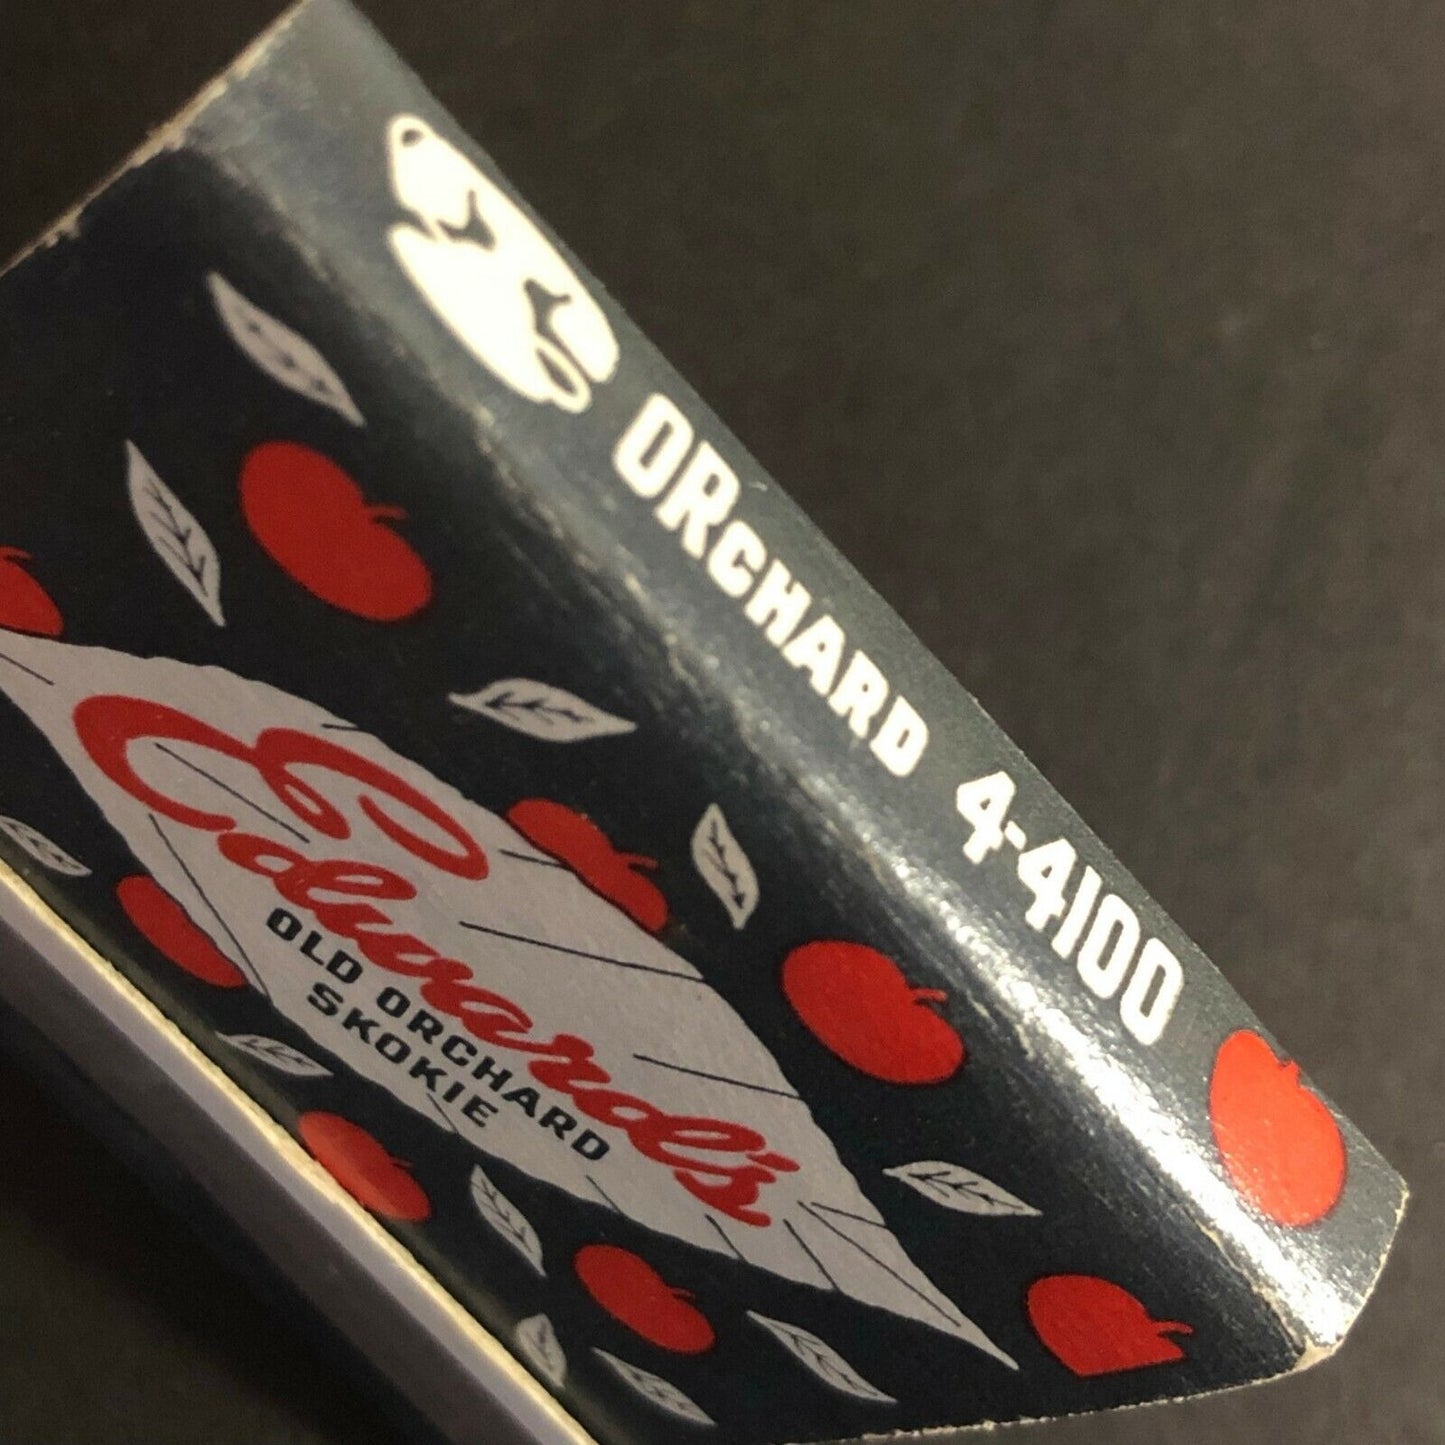 ORCHARD 4-4100
Edward's
OLD ORCHARD
SKOKIE